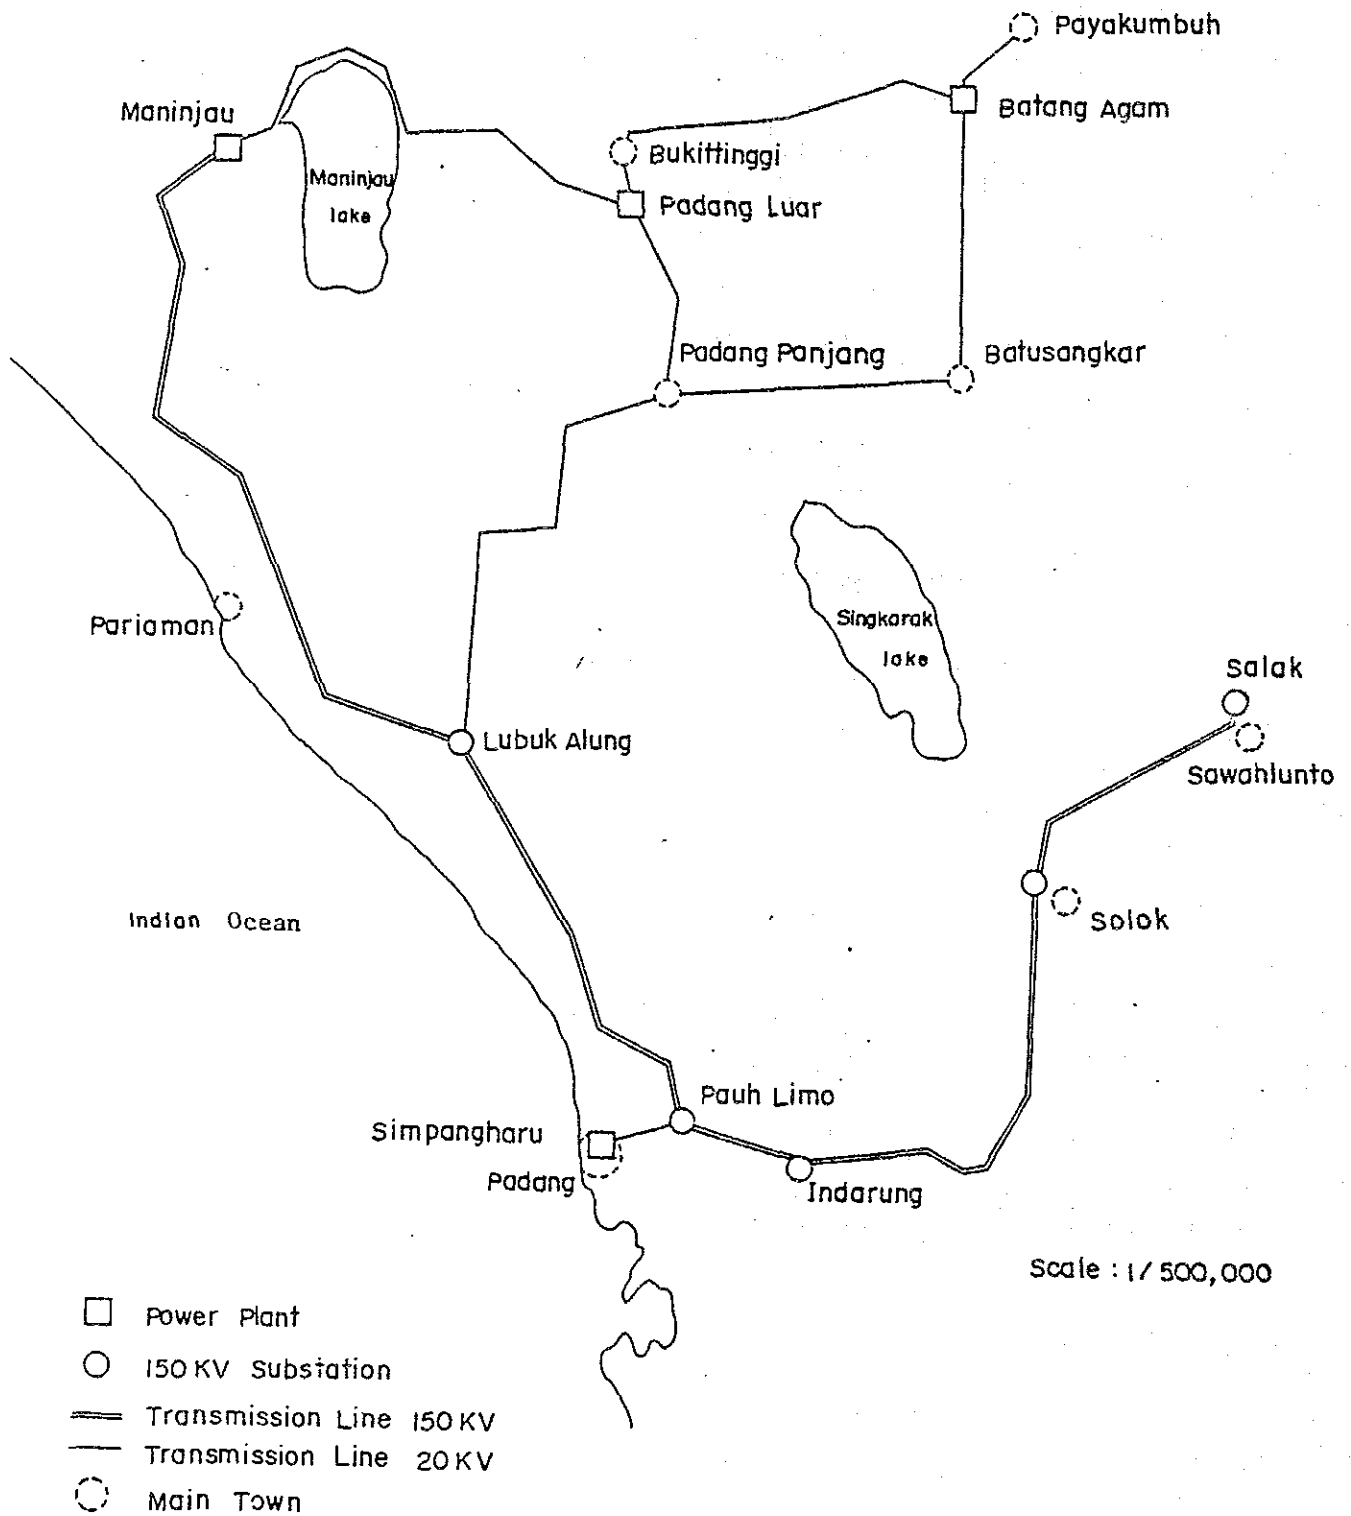 Payakumbuh
Maninjau
Batang Agam
Bukittinggi
Maninjau
lake
Padang Luar
Padang Panjang
Batusangkar
Singkarak
lake
Pariaman
Salak
Lubuk Alung
Sawahlunto
Indian Ocean
Solok
Pauh Limo
Simpangharu
Padang
Indarung
Scale : 1/500,000
Power Plant
150 KV Substation
Transmission Line 150 KV
Transmission Line 20 KV
Main Town